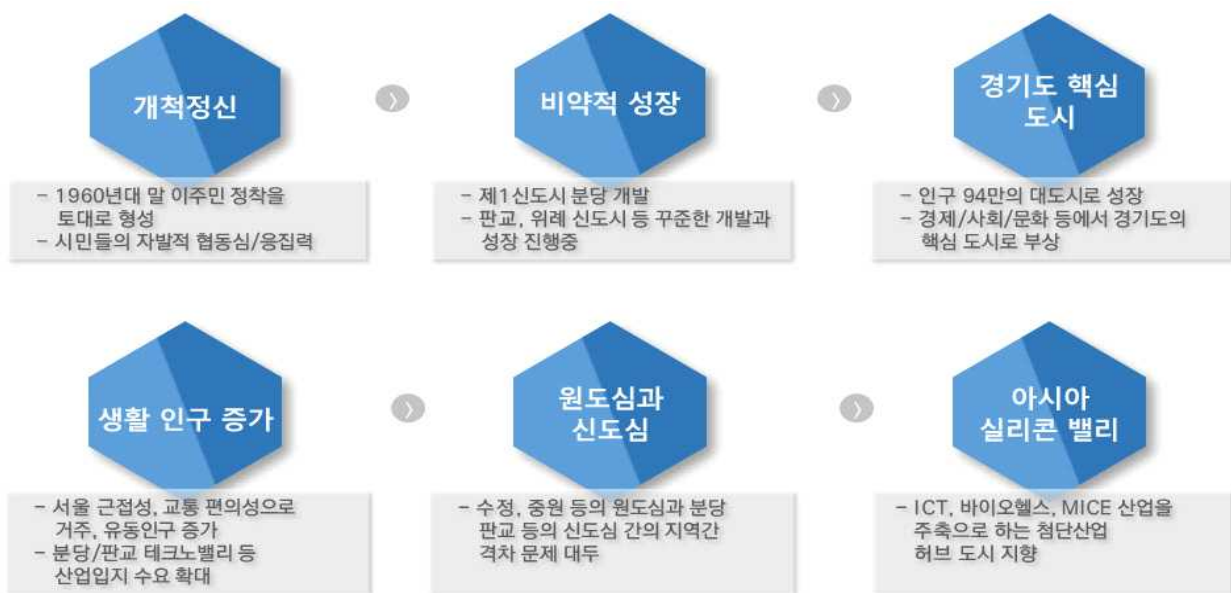 개척정신
〉
비약적 성장
〉
경기도 핵심
도시
- 1960년대 말 이주민 정착을
토대로 형성
- 시민들의 자발적 협동심/응집력
- 제1신도시 분당 개발
- 판교, 위례 신도시 등 꾸준한 개발과
성장 진행중
- 인구 94만의 대도시로 성장
- 경제/사회/문화 등에서 경기도의
핵심 도시로 부상
생활 인구 증가
〉
원도심과
신도심
〉
아시아
실리콘 밸리
- 서울 근접성, 교통 편의성으로
거주, 유동인구 증가
- 분당/판교 테크노밸리 등
산업입지 수요 확대
- 수정, 중원 등의 원도심과 분당
판교 등의 신도심 간의 지역간
격차 문제 대두
- ICT, 바이오헬스, MICE 산업을
주축으로 하는 첨단산업
허브 도시 지향